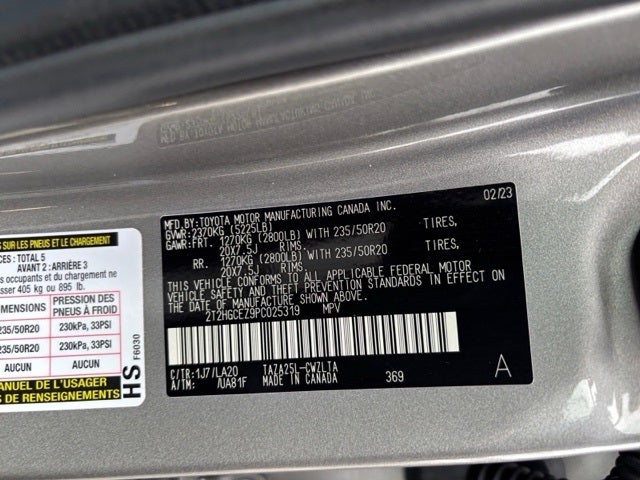 S SUR LES PNEUS ET LE CHARGEMENT
CES : TOTAL 5
AVANT 2 : ARRIÈRE 3
s occupants et du chargement ne
sser 405 kg ou 895 lb.
IMENSIONS PRESSION DES PNEUS À FROID
235/50R20 230kPa, 33PSI
235/50R20 230kPa, 33PSI
AUCUN AUCUN
MANUEL DE L'USAGER
DE RENSEIGNEMENTS
HS F6030
MFD.BY:TOYOTA MOTOR MANUFACTURING CANADA INC. 02/23
GVWR:2370KG (5225LB)
GAWR:FRT. 1270KG (2800LB) WITH 235/50R20 TIRES,
20X7.5J RIMS.
RR. 1270KG (2800LB) WITH 235/50R20 TIRES,
20X7.5J RIMS.
THIS VEHICLE CONFORMS TO ALL APPLICABLE FEDERAL MOTOR
VEHICLE SAFETY AND THEFT PREVENTION STANDARDS IN EFFECT ON
THE DATE OF MANUFACTURE SHOWN ABOVE.
2T2HGCEZ9PC025319 MPV
C/TR:1J7/LA20 TAZA25L-CWZLTA A
A/TM: /UA81F MADE IN CANADA 369